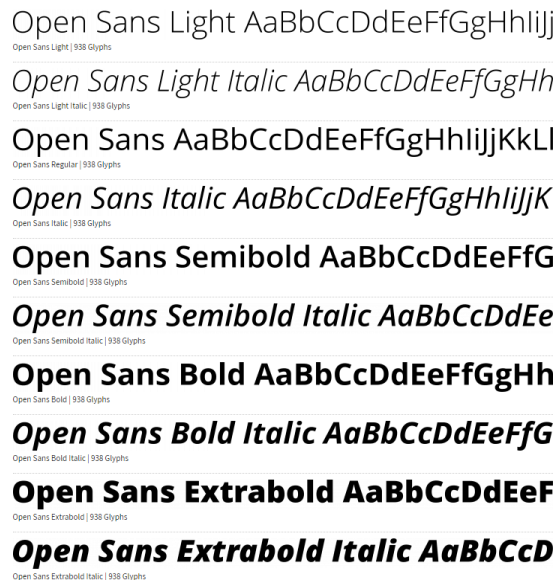 Open Sans Light AaBbCcDdEeFfGgHhIiJj
Open Sans Light | 938 Glyphs
Open Sans Light Italic AaBbCcDdEeFfGgHh
Open Sans Light Italic | 938 Glyphs
Open Sans AaBbCcDdEeFfGgHhIiJjKkLl
Open Sans Regular | 938 Glyphs
Open Sans Italic AaBbCcDdEeFfGgHhIiJjK
Open Sans Italic | 938 Glyphs
Open Sans Semibold AaBbCcDdEeFfG
Open Sans Semibold | 938 Glyphs
Open Sans Semibold Italic AaBbCcDdEe
Open Sans Semibold Italic | 938 Glyphs
Open Sans Bold AaBbCcDdEeFfGgHh
Open Sans Bold | 938 Glyphs
Open Sans Bold Italic AaBbCcDdEeFfG
Open Sans Bold Italic | 938 Glyphs
Open Sans Extrabold AaBbCcDdEeF
Open Sans Extrabold | 938 Glyphs
Open Sans Extrabold Italic AaBbCcD
Open Sans Extrabold Italic | 938 Glyphs